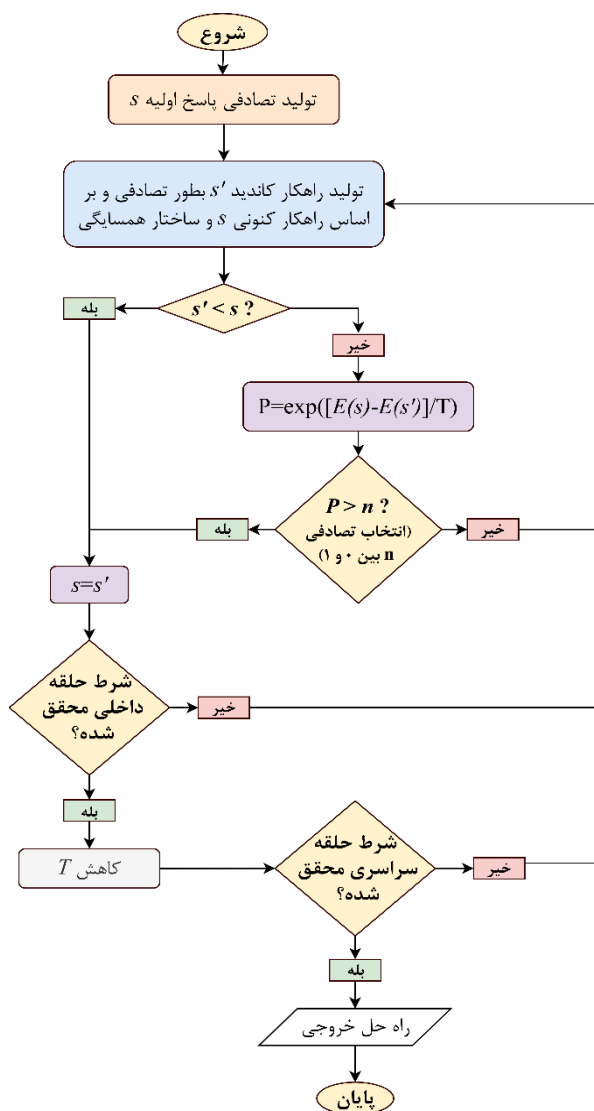 شروع
تولید تصادفی پاسخ اولیه s
تولید راهکار کاندید s′ بطور تصادفی و بر
اساس راهکار کنونی s و ساختار همسایگی
بله
s′ < s ?
خیر
P=exp([E(s)-E(s′)]/T)
P > n ?
(انتخاب تصادفی
n بین ۰ و ۱)
بله
خیر
s=s′
شرط حلقه
داخلی محقق
شده؟
خیر
بله
کاهش T
شرط حلقه
سراسری محقق
شده؟
خیر
بله
راه حل خروجی
پایان